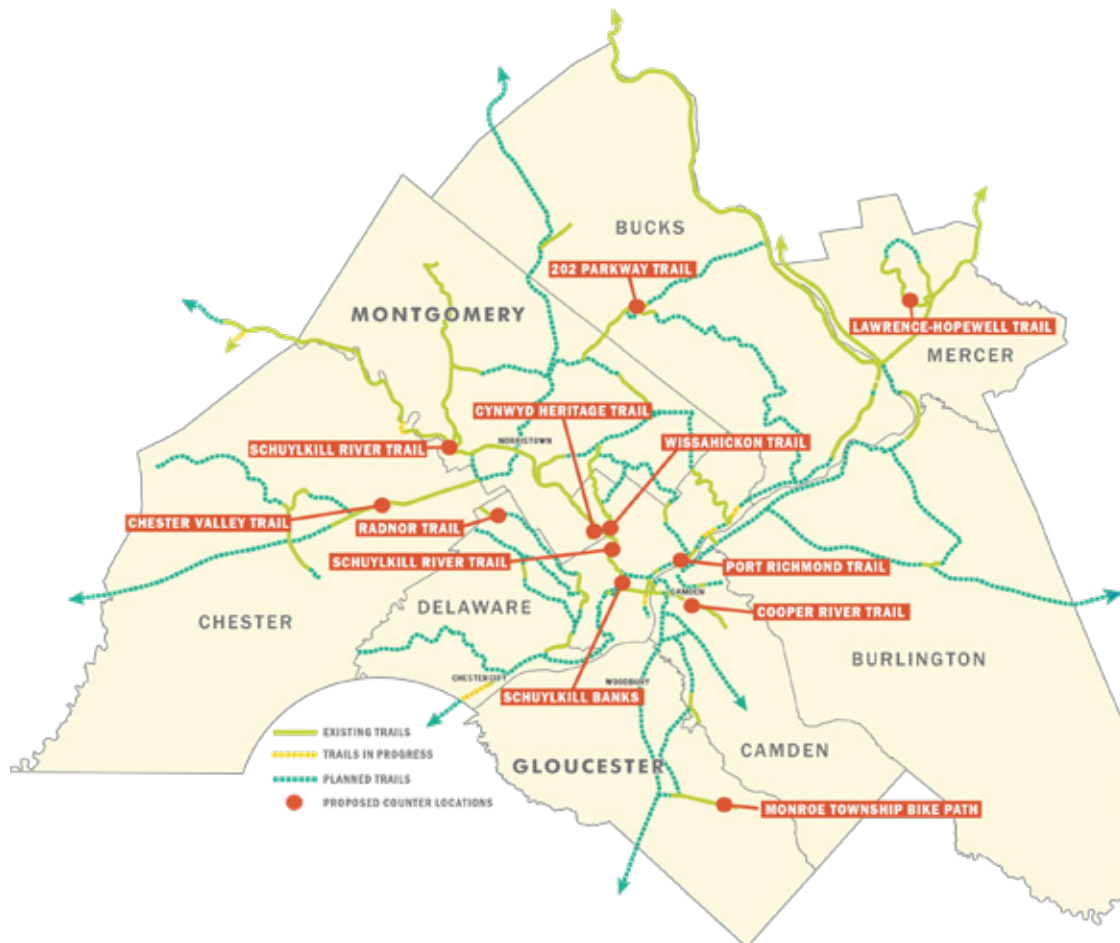 BUCKS
202 PARKWAY TRAIL
MONTGOMERY
LAWRENCE-HOPEWELL TRAIL
MERCER
CYNWYD HERITAGE TRAIL
NORRISTOWN
WISSAHICKON TRAIL
SCHUYLKILL RIVER TRAIL
CHESTER VALLEY TRAIL
RADNOR TRAIL
SCHUYLKILL RIVER TRAIL
PORT RICHMOND TRAIL
CAMDEN
DELAWARE
COOPER RIVER TRAIL
CHESTER
BURLINGTON
CHESTER CITY
WOODBURY
SCHUYLKILL BANKS
EXISTING TRAILS
TRAILS IN PROGRESS
PLANNED TRAILS
PROPOSED COUNTER LOCATIONS
CAMDEN
GLOUCESTER
MONROE TOWNSHIP BIKE PATH